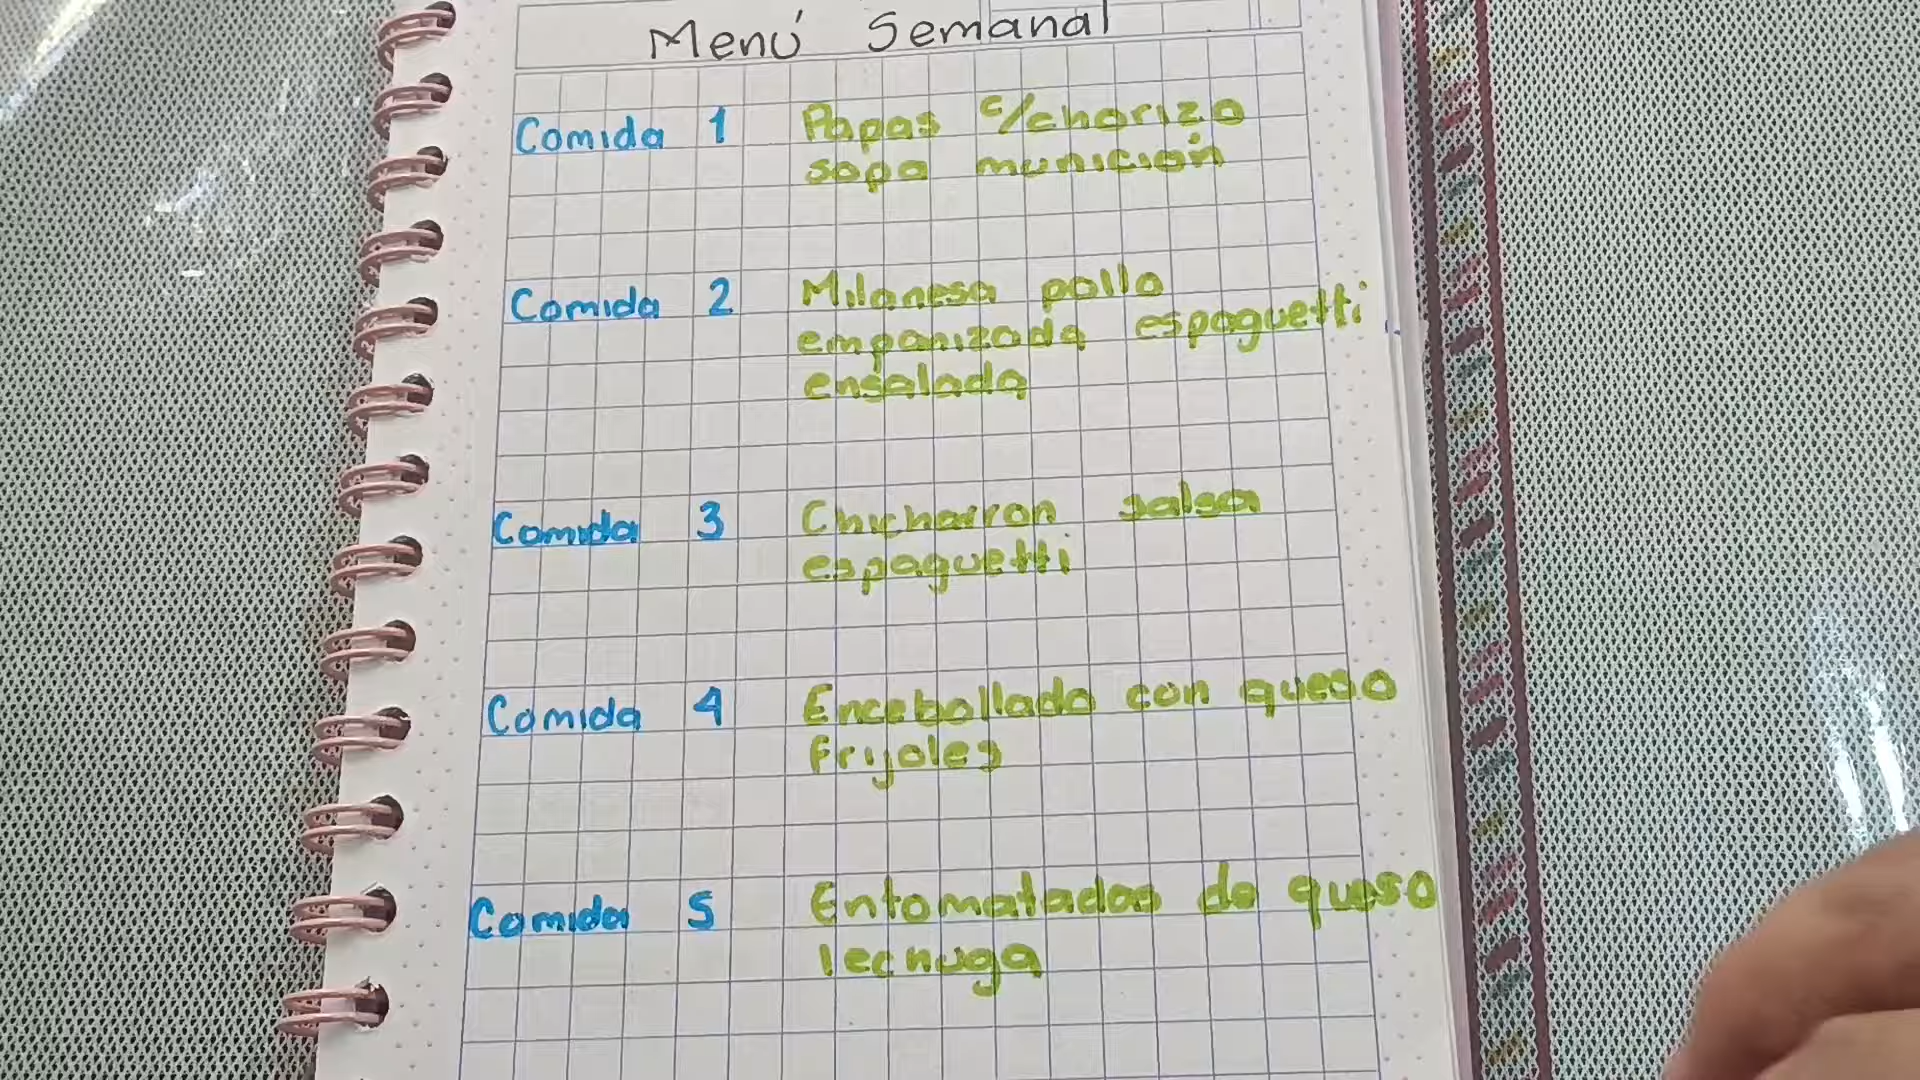 Menú Semanal
Comida 1 Papas c/chorizo
sopa munición
Comida 2 Milanesa pollo
empanizada espaguetti
ensalada
Comida 3 Chicharron salsa
espaguetti
Comida 4 Encebollado con queso
frijoles
Comida 5 Entomatadas de queso
lechuga